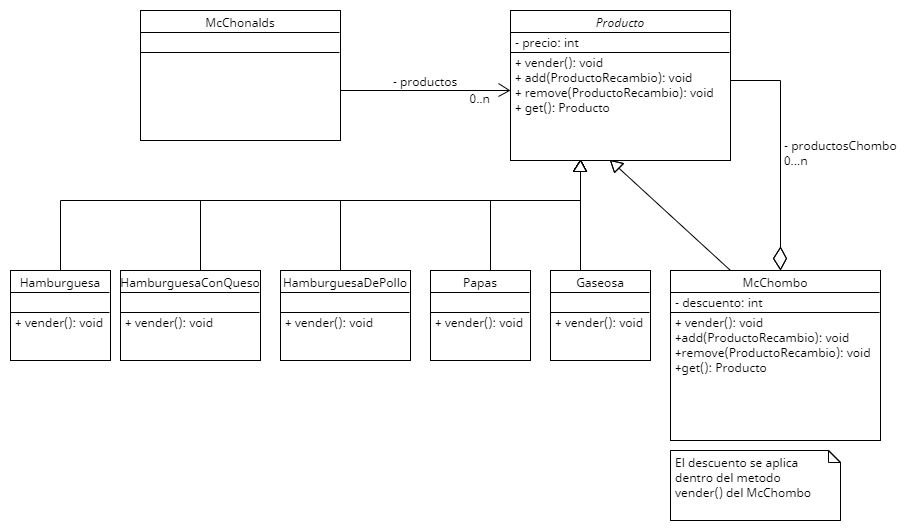 McChonalds
Producto
- precio: int
+ vender(): void
+ add(ProductoRecambio): void
+ remove(ProductoRecambio): void
+ get(): Producto
- productos
0..n
- productosChombo
0...n
Hamburguesa
+ vender(): void
HamburguesaConQueso
+ vender(): void
HamburguesaDePollo
+ vender(): void
Papas
+ vender(): void
Gaseosa
+ vender(): void
McChombo
- descuento: int
+ vender(): void
+add(ProductoRecambio): void
+remove(ProductoRecambio): void
+get(): Producto
El descuento se aplica
dentro del metodo
vender() del McChombo